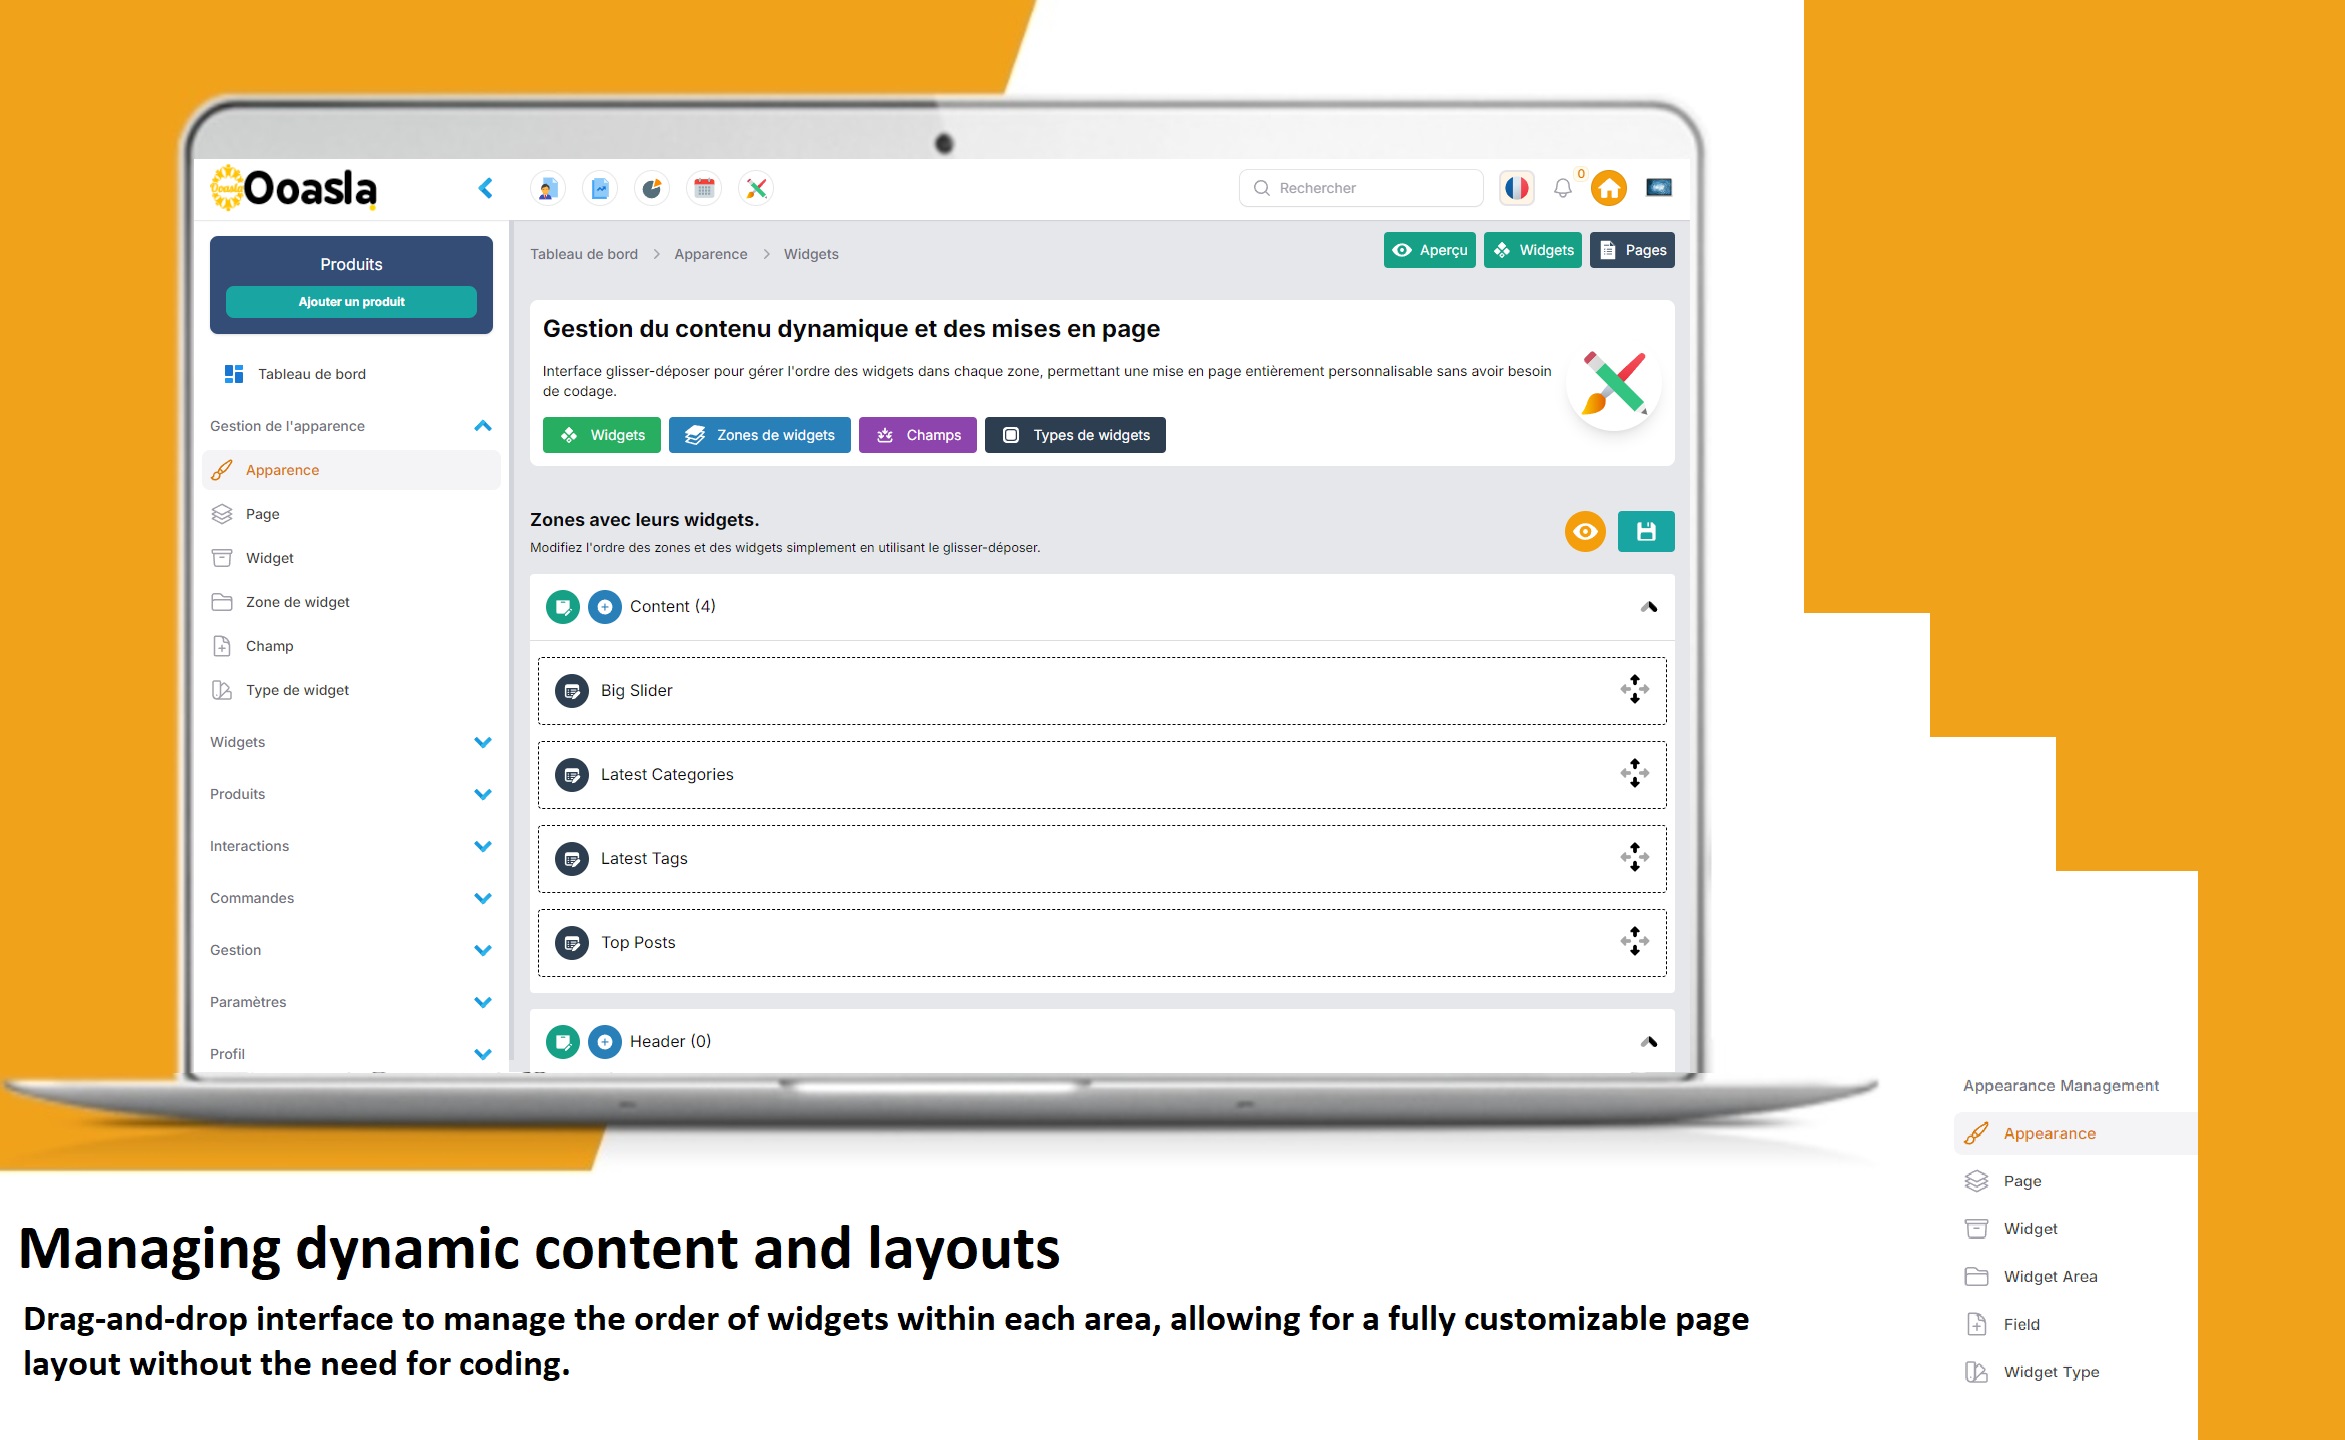 Ooasla
Rechercher
0
Produits
Ajouter un produit
Tableau de bord
Gestion de l'apparence
Apparence
Page
Widget
Zone de widget
Champ
Type de widget
Widgets
Produits
Interactions
Commandes
Gestion
Paramètres
Profil
Tableau de bord > Apparence > Widgets
Aperçu
Widgets
Pages
Gestion du contenu dynamique et des mises en page
Interface glisser-déposer pour gérer l'ordre des widgets dans chaque zone, permettant une mise en page entièrement personnalisable sans avoir besoin
de codage.
Widgets
Zones de widgets
Champs
Types de widgets
Zones avec leurs widgets.
Modifiez l'ordre des zones et des widgets simplement en utilisant le glisser-déposer.
Content (4)
Big Slider
Latest Categories
Latest Tags
Top Posts
Header (0)
Appearance Management
Appearance
Page
Widget
Widget Area
Field
Widget Type
Managing dynamic content and layouts
Drag-and-drop interface to manage the order of widgets within each area, allowing for a fully customizable page
layout without the need for coding.